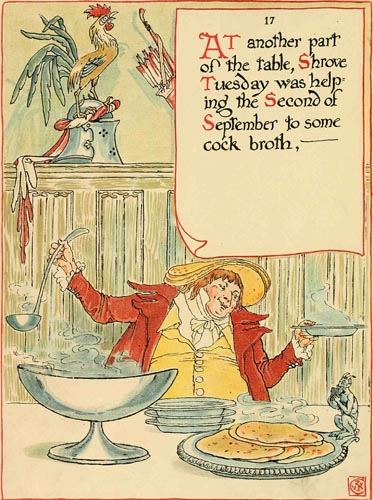 17
AT another part
of the table, Shrove
Tuesday was help-
ing the Second of
September to some
cock broth,—